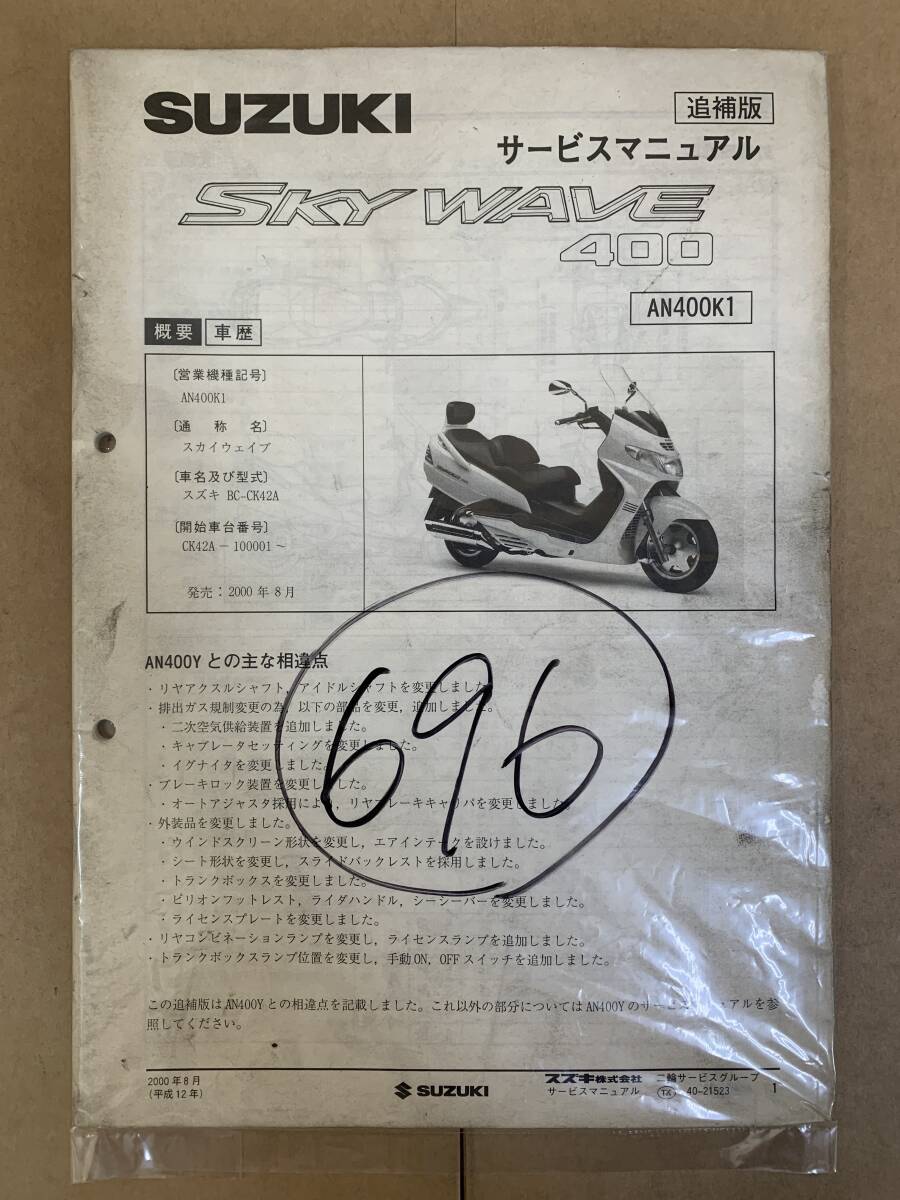 SUZUKI
追補版
サービスマニュアル
SKY WAVE
400
AN400K1
概要 車歴
〔営業機種記号〕
AN400K1
〔通称名〕
スカイウェイブ
〔車名及び型式〕
スズキ BC-CK42A
〔開始車台番号〕
CK42A − 100001 ~
発売：2000 年 8 月
696
AN400Y との主な相違点
・リヤアクスルシャフト，アイドルシャフトを変更しました。
・排出ガス規制変更の為，以下の部品を変更，追加しました。
・二次空気供給装置を追加しました。
・キャブレータセッティングを変更しました。
・イグナイタを変更しました。
・ブレーキロック装置を変更しました。
・オートアジャスタ採用により，リヤブレーキキャリパを変更しました。
・外装品を変更しました。
・ウインドスクリーン形状を変更し，エアインテークを設けました。
・シート形状を変更し，スライドバックレストを採用しました。
・トランクボックスを変更しました。
・ピリオンフットレスト，ライダハンドル，シーシーバーを変更しました。
・ライセンスプレートを変更しました。
・リヤコンビネーションランプを変更し，ライセンスランプを追加しました。
・トランクボックスランプ位置を変更し，手動ON，OFF スイッチを追加しました。
この追補版はAN400Yとの相違点を記載しました。これ以外の部分についてはAN400Yのサービスマニュアルを参
照してください。
2000 年 8 月
(平成12 年)
SUZUKI
スズキ株式会社 二輪サービスグループ
サービスマニュアル TX 40-21523
1